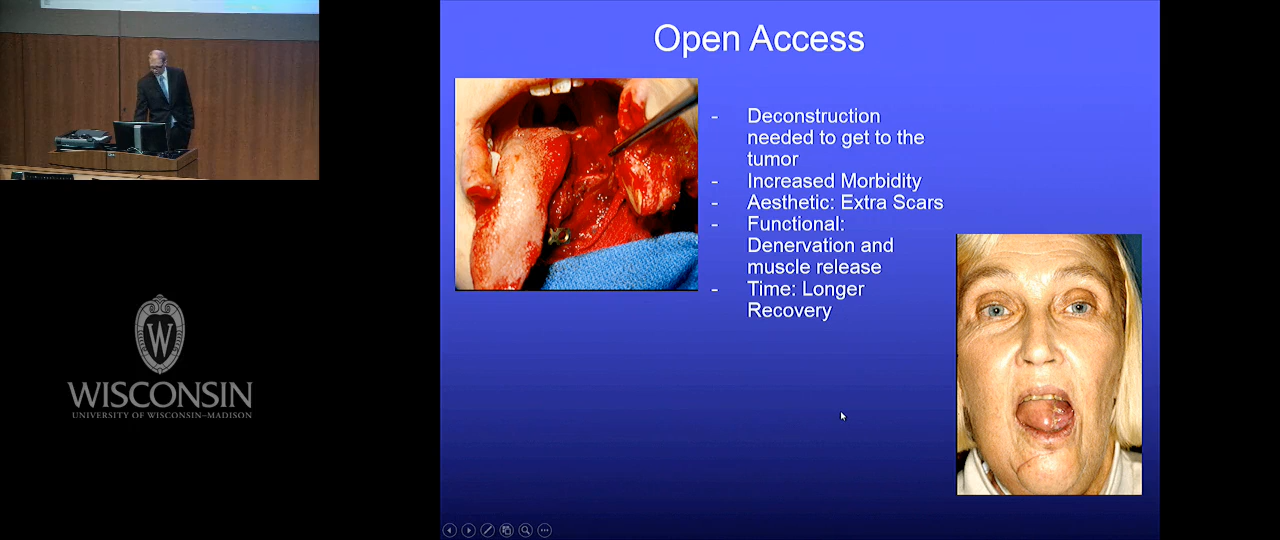 Open Access
- Deconstruction
needed to get to the
tumor
- Increased Morbidity
- Aesthetic: Extra Scars
- Functional:
Denervation and
muscle release
- Time: Longer
Recovery
W
WISCONSIN
UNIVERSITY OF WISCONSIN–MADISON